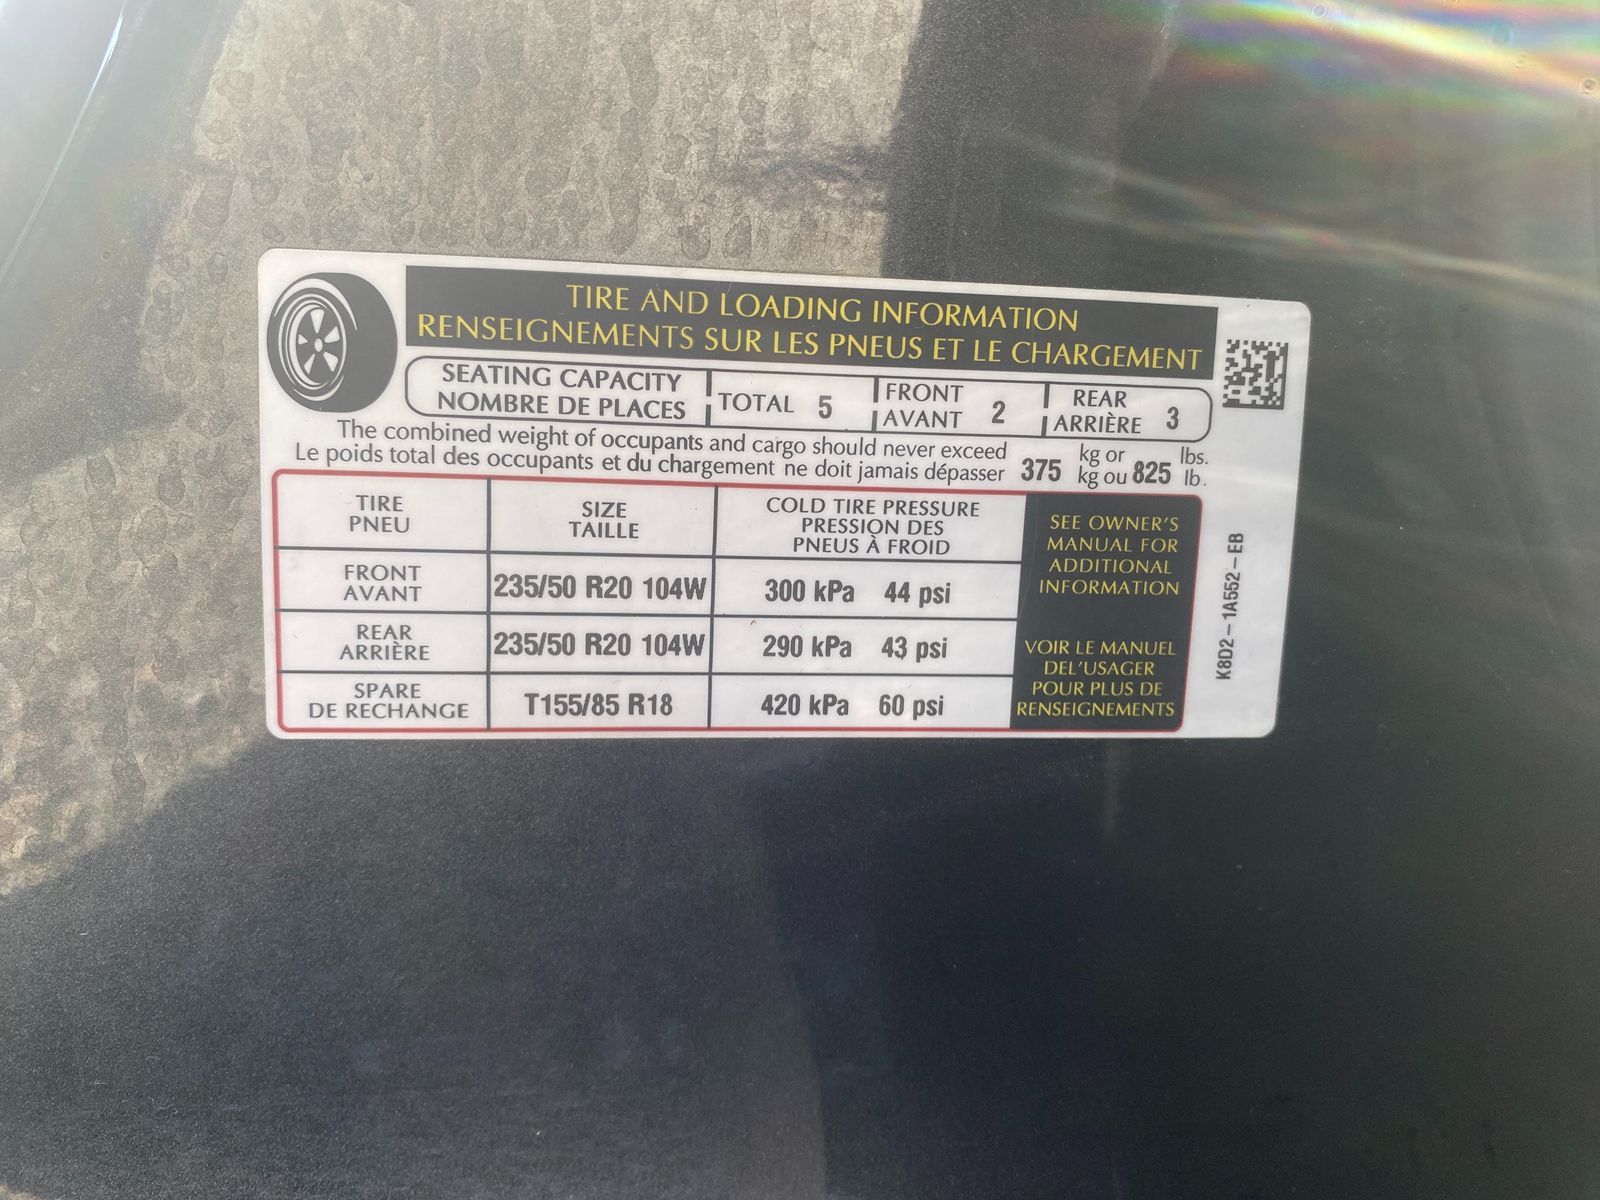 TIRE AND LOADING INFORMATION
RENSEIGNEMENTS SUR LES PNEUS ET LE CHARGEMENT
SEATING CAPACITY
NOMBRE DE PLACES
TOTAL 5
FRONT
AVANT 2
REAR
ARRIÈRE 3
The combined weight of occupants and cargo should never exceed
Le poids total des occupants et du chargement ne doit jamais dépasser
375
kg or
kg ou
825
lbs.
lb.
TIRE
PNEU
SIZE
TAILLE
COLD TIRE PRESSURE
PRESSION DES
PNEUS À FROID
FRONT
AVANT
235/50 R20 104W
300 kPa 44 psi
REAR
ARRIÈRE
235/50 R20 104W
290 kPa 43 psi
SPARE
DE RECHANGE
T155/85 R18
420 kPa 60 psi
SEE OWNER'S
MANUAL FOR
ADDITIONAL
INFORMATION
VOIR LE MANUEL
DEL'USAGER
POUR PLUS DE
RENSEIGNEMENTS
K8D2-1A552-EB